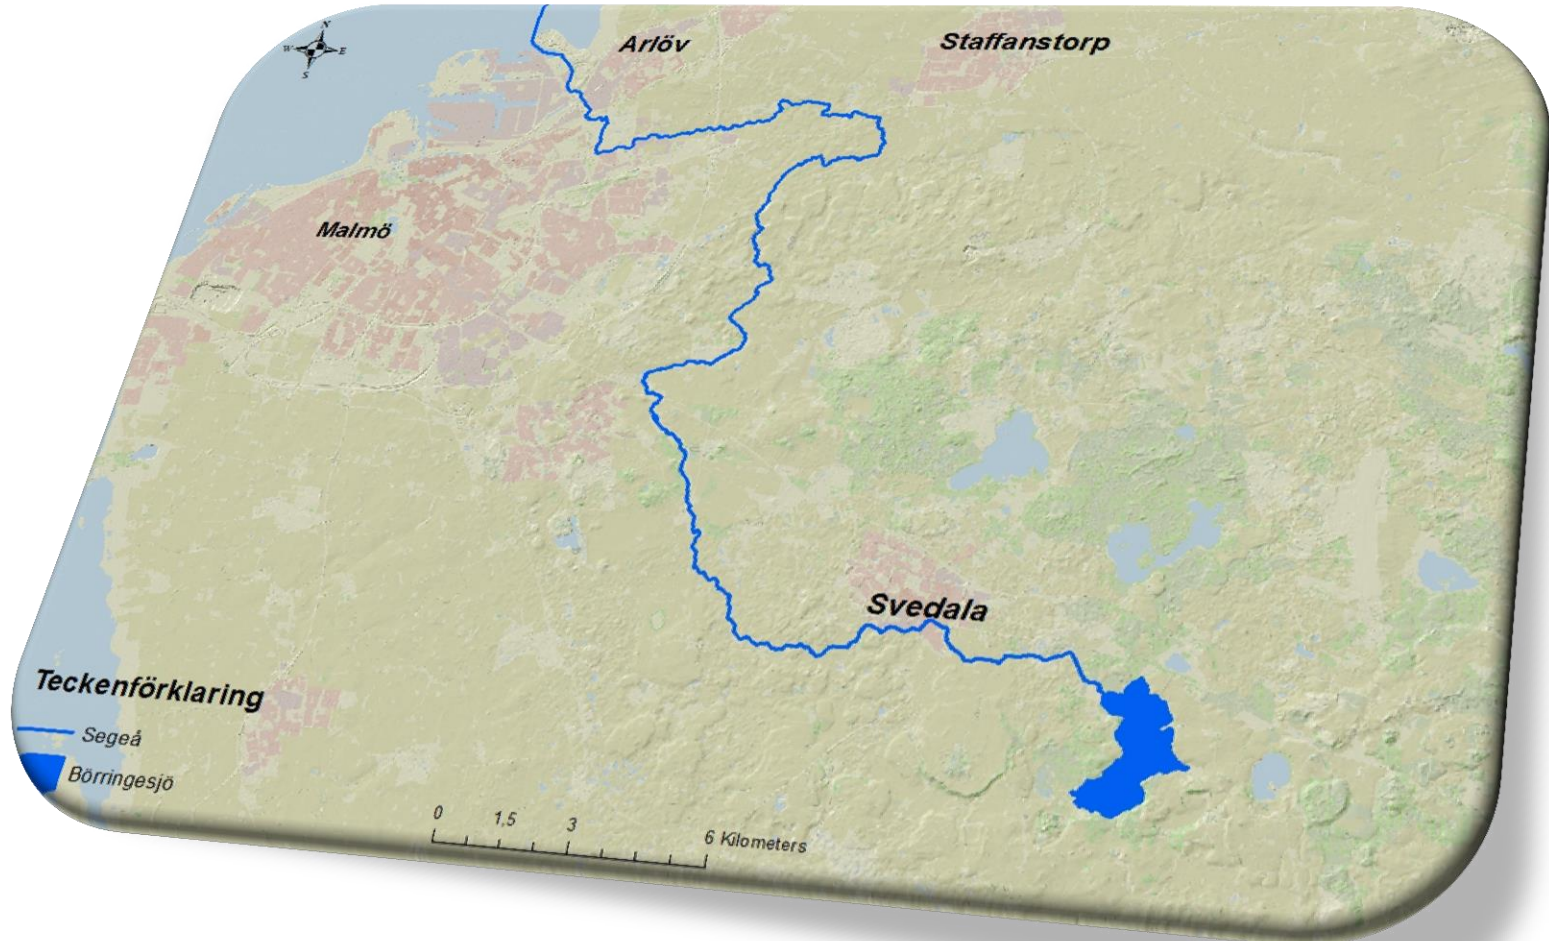 N
W E
S
Arlöv
Staffanstorp
Malmö
Svedala
Teckenförklaring
Segeå
Börringesjö
0 1,5 3 6 Kilometers